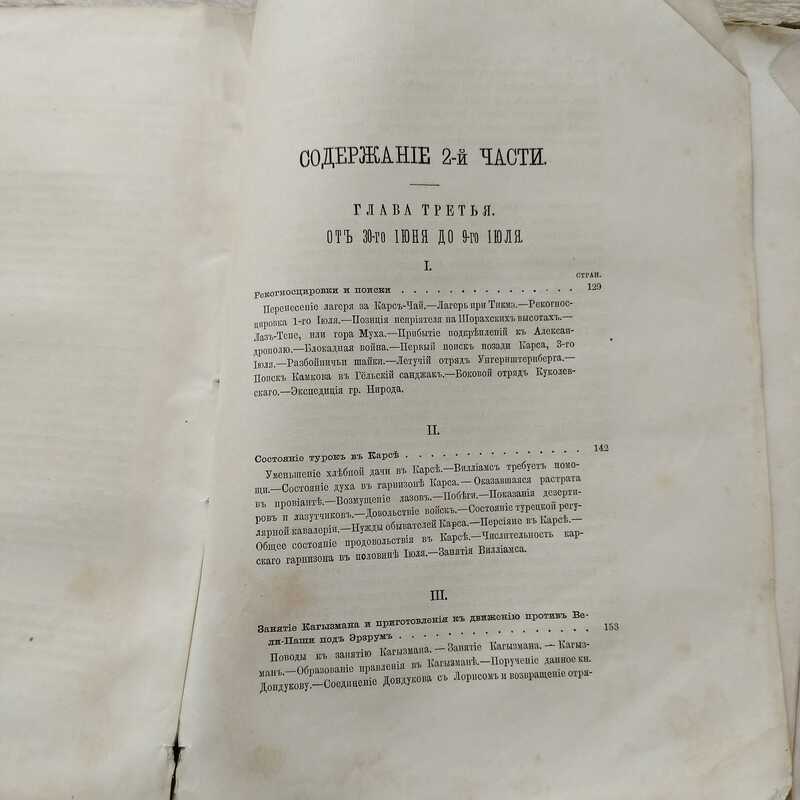 СОДЕРЖАНІЕ 2-й ЧАСТИ.
ГЛАВА ТРЕТЬЯ.
ОТЪ 30-го ІЮНЯ ДО 9-го ІЮЛЯ.
I.
СТРАН.
Рекогносцировки и поиски . . . . . . . . . . . . . . 129
Перенесеніе лагеря за Карсъ-Чай.—Лагерь при Тикмѣ.—Рекогнос-
цировка 1-го Іюля.—Позиція непріятеля на Шорахскихъ высотахъ.—
Лазъ-Тепе, или гора Муха.—Прибытіе подкрѣпленій къ Алексан-
дрополю.—Блокадная война.—Первый поискъ позади Карса, 3-го
Іюля.—Разбойничьи шайки.—Летучій отрядъ Унгернштернберга.—
Поискъ Камкова въ Гёльскій санджакъ.—Боковой отрядъ Куколев-
скаго.—Экспедиція гр. Нирода.
II.
Состояніе турокъ въ Карсѣ . . . . . . . . . . . . . . 142
Уменьшеніе хлѣбной дачи въ Карсѣ.—Вилліамсъ требуетъ помо-
щи.—Состояніе духа въ гарнизонѣ Карса.—Оказавшаяся растрата
въ провіантѣ.—Возмущеніе лазовъ.—Побѣги.—Показанія дезерти-
ровъ и лазутчиковъ.—Довольствіе войскъ.—Состояніе турецкой регу-
лярной кавалеріи.—Нужды обывателей Карса.—Персіяне въ Карсѣ.—
Общее состояніе продовольствія въ Карсѣ.—Числительность кар-
скаго гарнизона въ половинѣ Іюля.—Занятія Вилліамса.
III.
Занятіе Кагызмана и приготовленія къ движенію противъ Ве-
ли-Паши подъ Эрзрумъ . . . . . . . . . . . . . . 153
Поводы къ занятію Кагызмана.—Занятіе Кагызмана.—Кагыз-
манъ.—Образованіе правленія въ Кагызманѣ.—Порученіе данное кн.
Дондукову.—Соединеніе Дондукова съ Лорисомъ и возвращеніе отря-